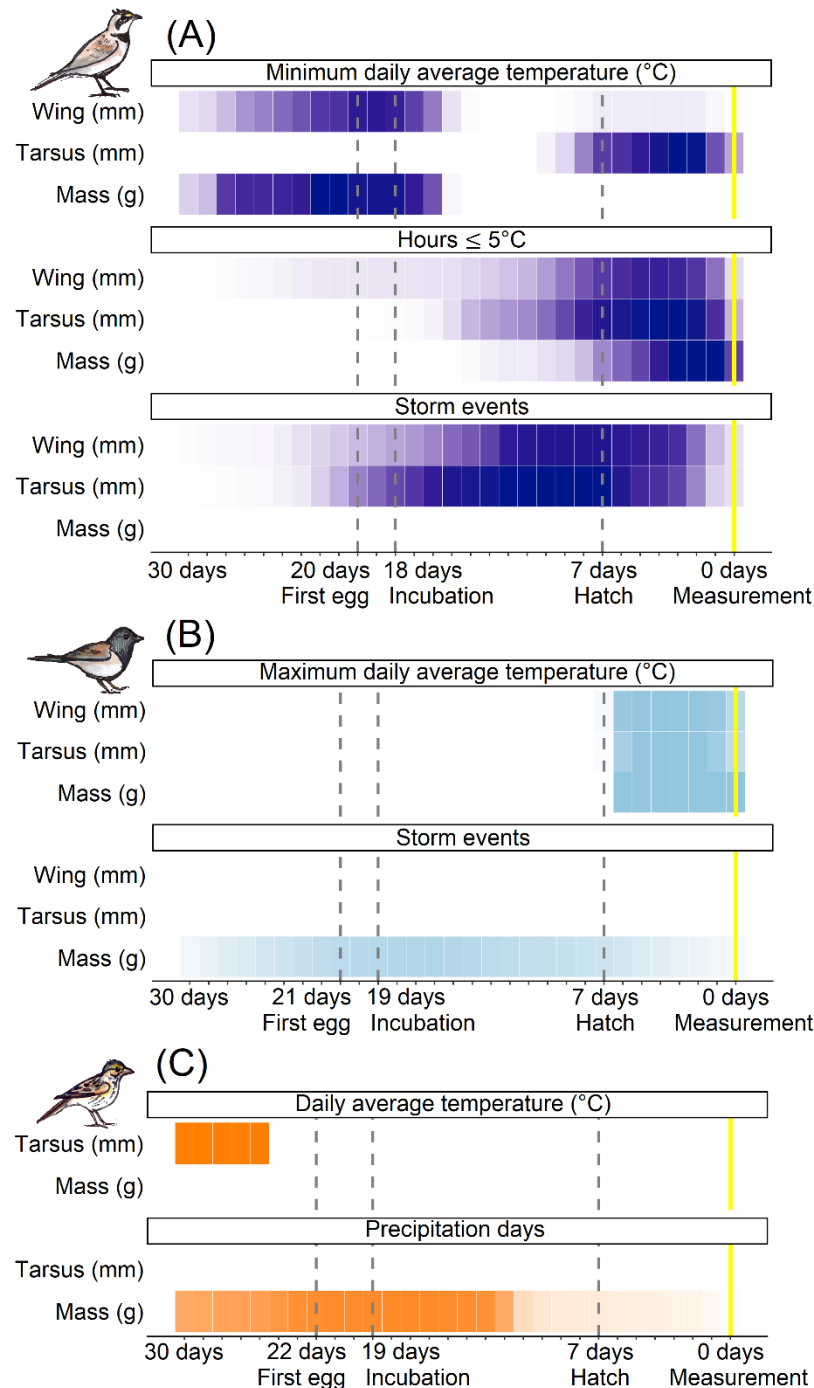 (A)
Minimum daily average temperature (°C)
Wing (mm)
Tarsus (mm)
Mass (g)
Hours ≤ 5°C
Wing (mm)
Tarsus (mm)
Mass (g)
Storm events
Wing (mm)
Tarsus (mm)
Mass (g)
30 days 20 days 18 days 7 days 0 days
First egg Incubation Hatch Measurement
(B)
Maximum daily average temperature (°C)
Wing (mm)
Tarsus (mm)
Mass (g)
Storm events
Wing (mm)
Tarsus (mm)
Mass (g)
30 days 21 days 19 days 7 days 0 days
First egg Incubation Hatch Measurement
(C)
Daily average temperature (°C)
Tarsus (mm)
Mass (g)
Precipitation days
Tarsus (mm)
Mass (g)
30 days 22 days 19 days 7 days 0 days
First egg Incubation Hatch Measurement